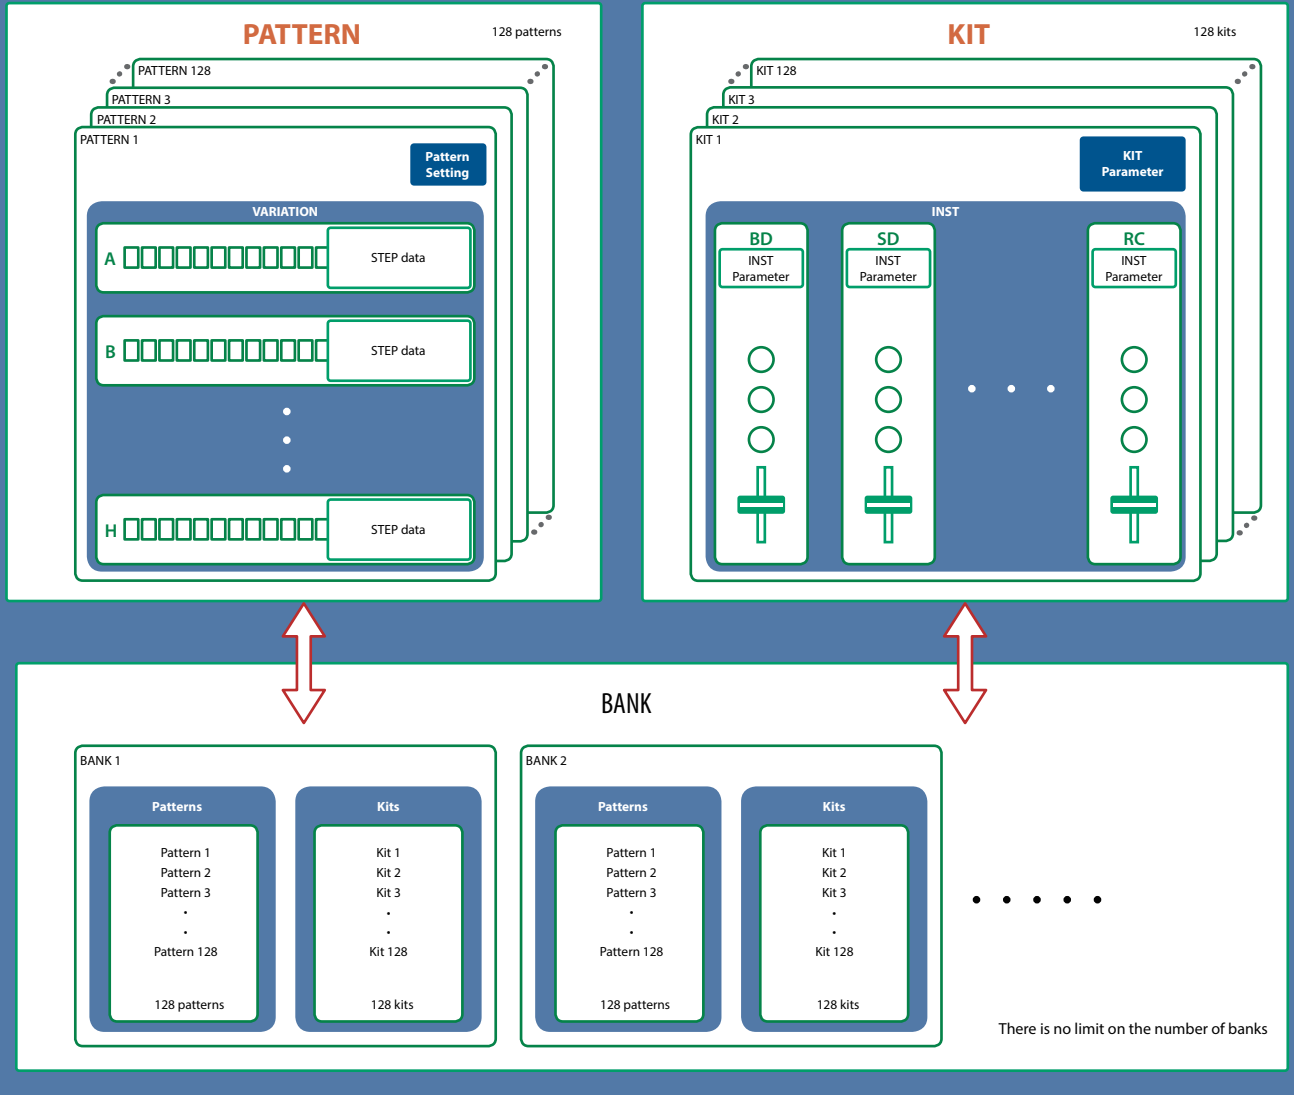 PATTERN
128 patterns
PATTERN 128
PATTERN 3
PATTERN 2
PATTERN 1
Pattern
Setting
VARIATION
A
STEP data
B
STEP data
H
STEP data
KIT
128 kits
KIT 128
KIT 3
KIT 2
KIT 1
KIT
Parameter
INST
BD
INST
Parameter
SD
INST
Parameter
RC
INST
Parameter
BANK
BANK 1
Patterns
Pattern 1
Pattern 2
Pattern 3
Pattern 128
128 patterns
Kits
Kit 1
Kit 2
Kit 3
Kit 128
128 kits
BANK 2
Patterns
Pattern 1
Pattern 2
Pattern 3
Pattern 128
128 patterns
Kits
Kit 1
Kit 2
Kit 3
Kit 128
128 kits
There is no limit on the number of banks